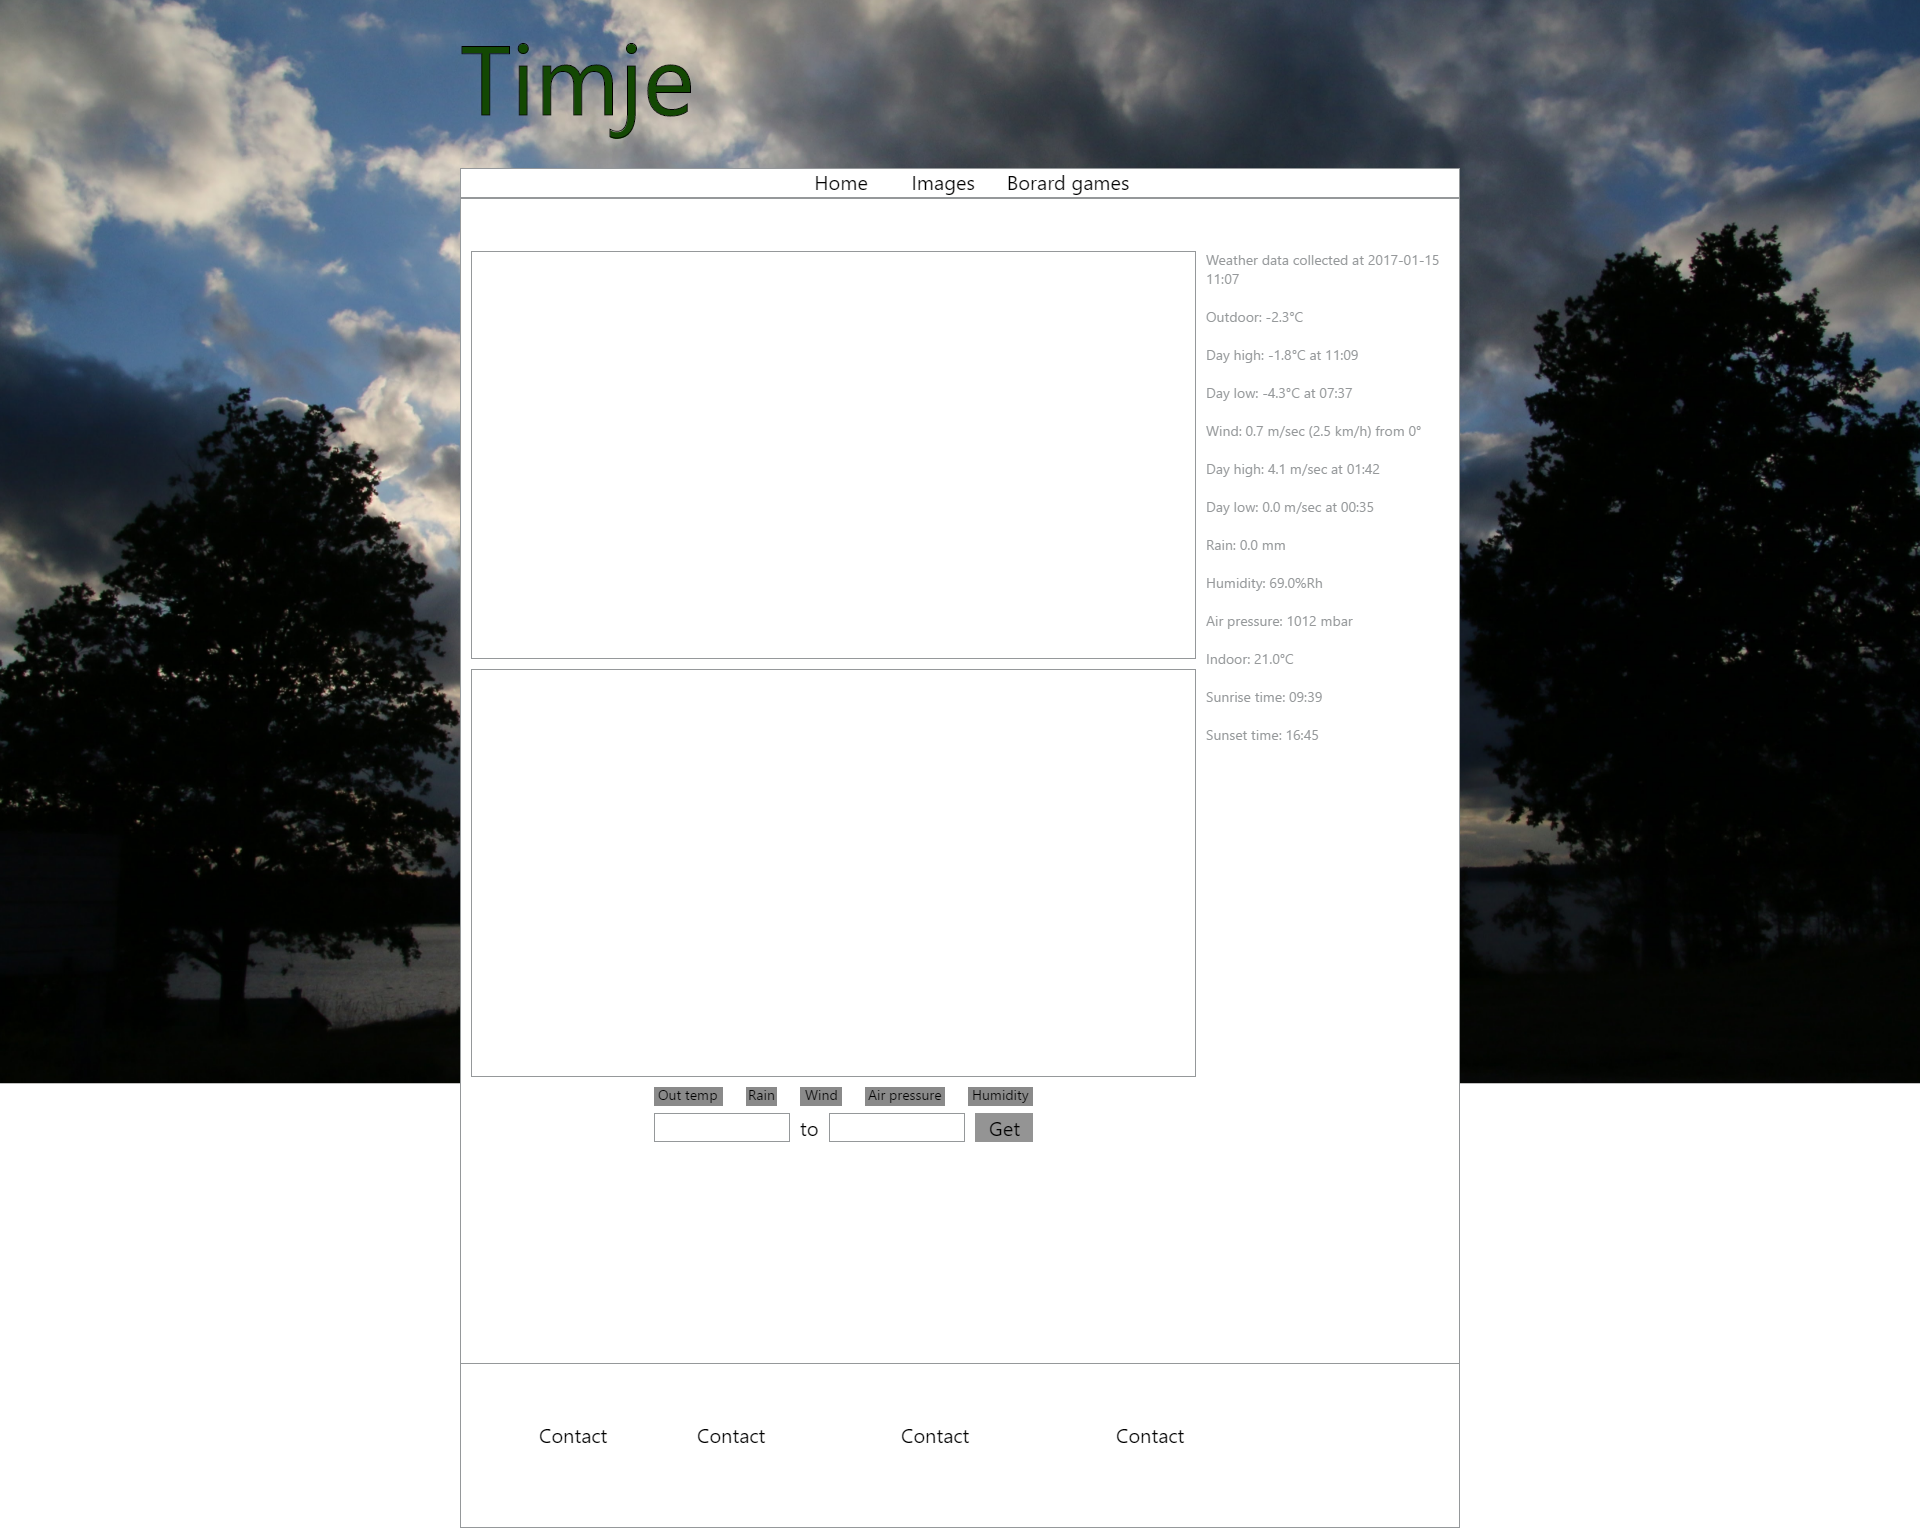 Timje
Home Images Borard games
Weather data collected at 2017-01-15
11:07
Outdoor: -2.3°C
Day high: -1.8°C at 11:09
Day low: -4.3°C at 07:37
Wind: 0.7 m/sec (2.5 km/h) from 0°
Day high: 4.1 m/sec at 01:42
Day low: 0.0 m/sec at 00:35
Rain: 0.0 mm
Humidity: 69.0%Rh
Air pressure: 1012 mbar
Indoor: 21.0°C
Sunrise time: 09:39
Sunset time: 16:45
Out temp Rain Wind Air pressure Humidity
to Get
Contact Contact Contact Contact